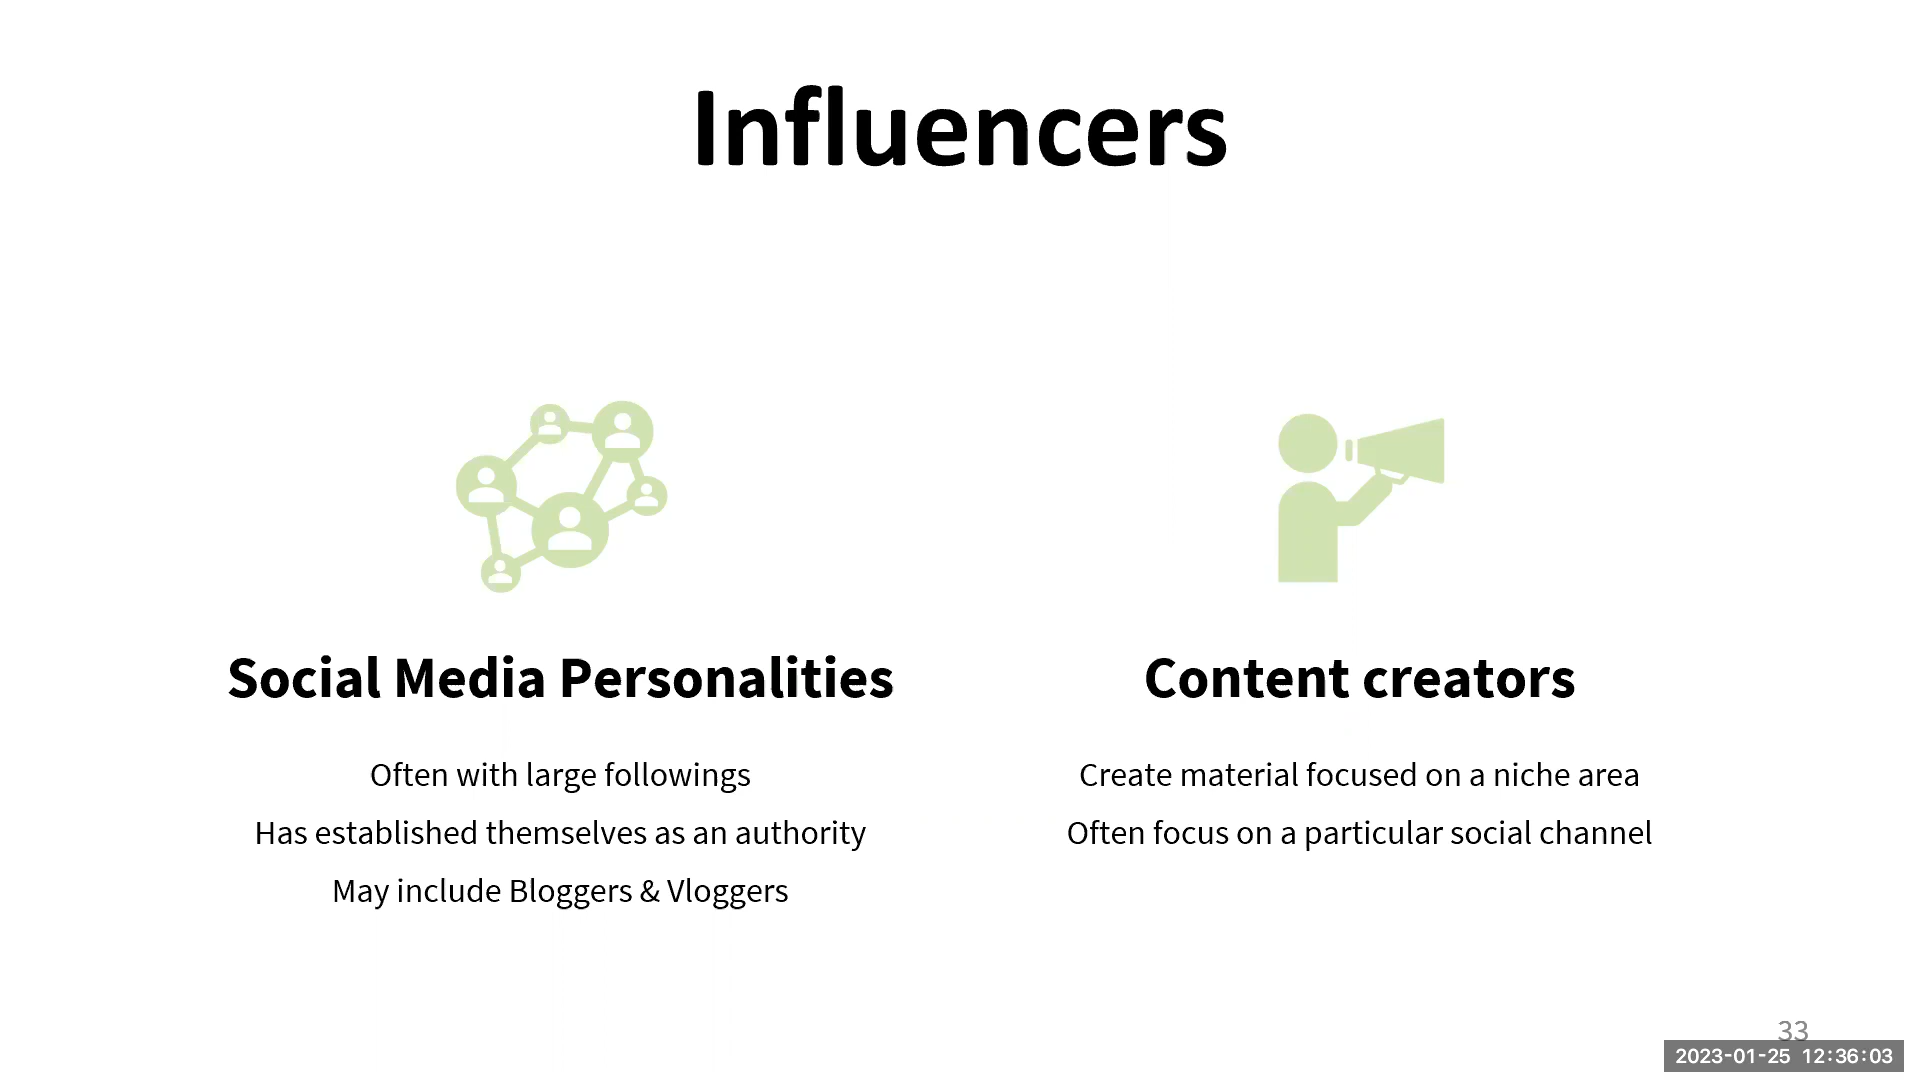 Influencers
Social Media Personalities
Often with large followings
Has established themselves as an authority
May include Bloggers & Vloggers
Content creators
Create material focused on a niche area
Often focus on a particular social channel
33
2023-01-25 12:36:03